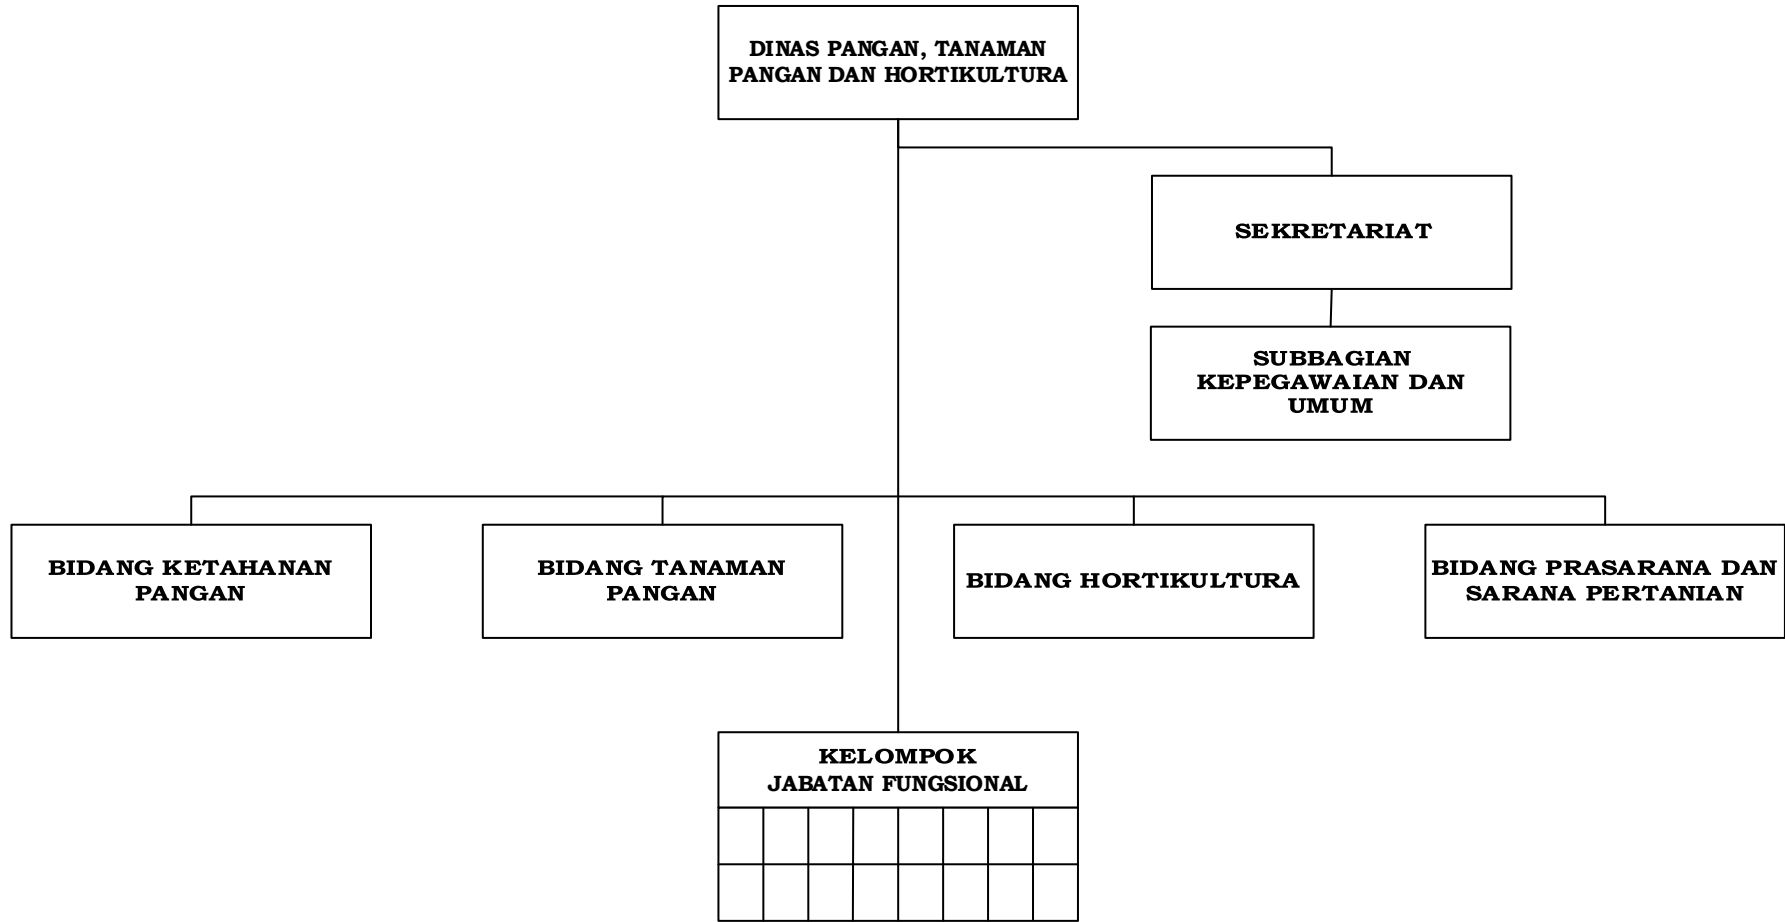 DINAS PANGAN, TANAMAN
PANGAN DAN HORTIKULTURA
SEKRETARIAT
SUBBAGIAN
KEPEGAWAIAN DAN
UMUM
BIDANG KETAHANAN
PANGAN
BIDANG TANAMAN
PANGAN
BIDANG HORTIKULTURA
BIDANG PRASARANA DAN
SARANA PERTANIAN
KELOMPOK
JABATAN FUNGSIONAL